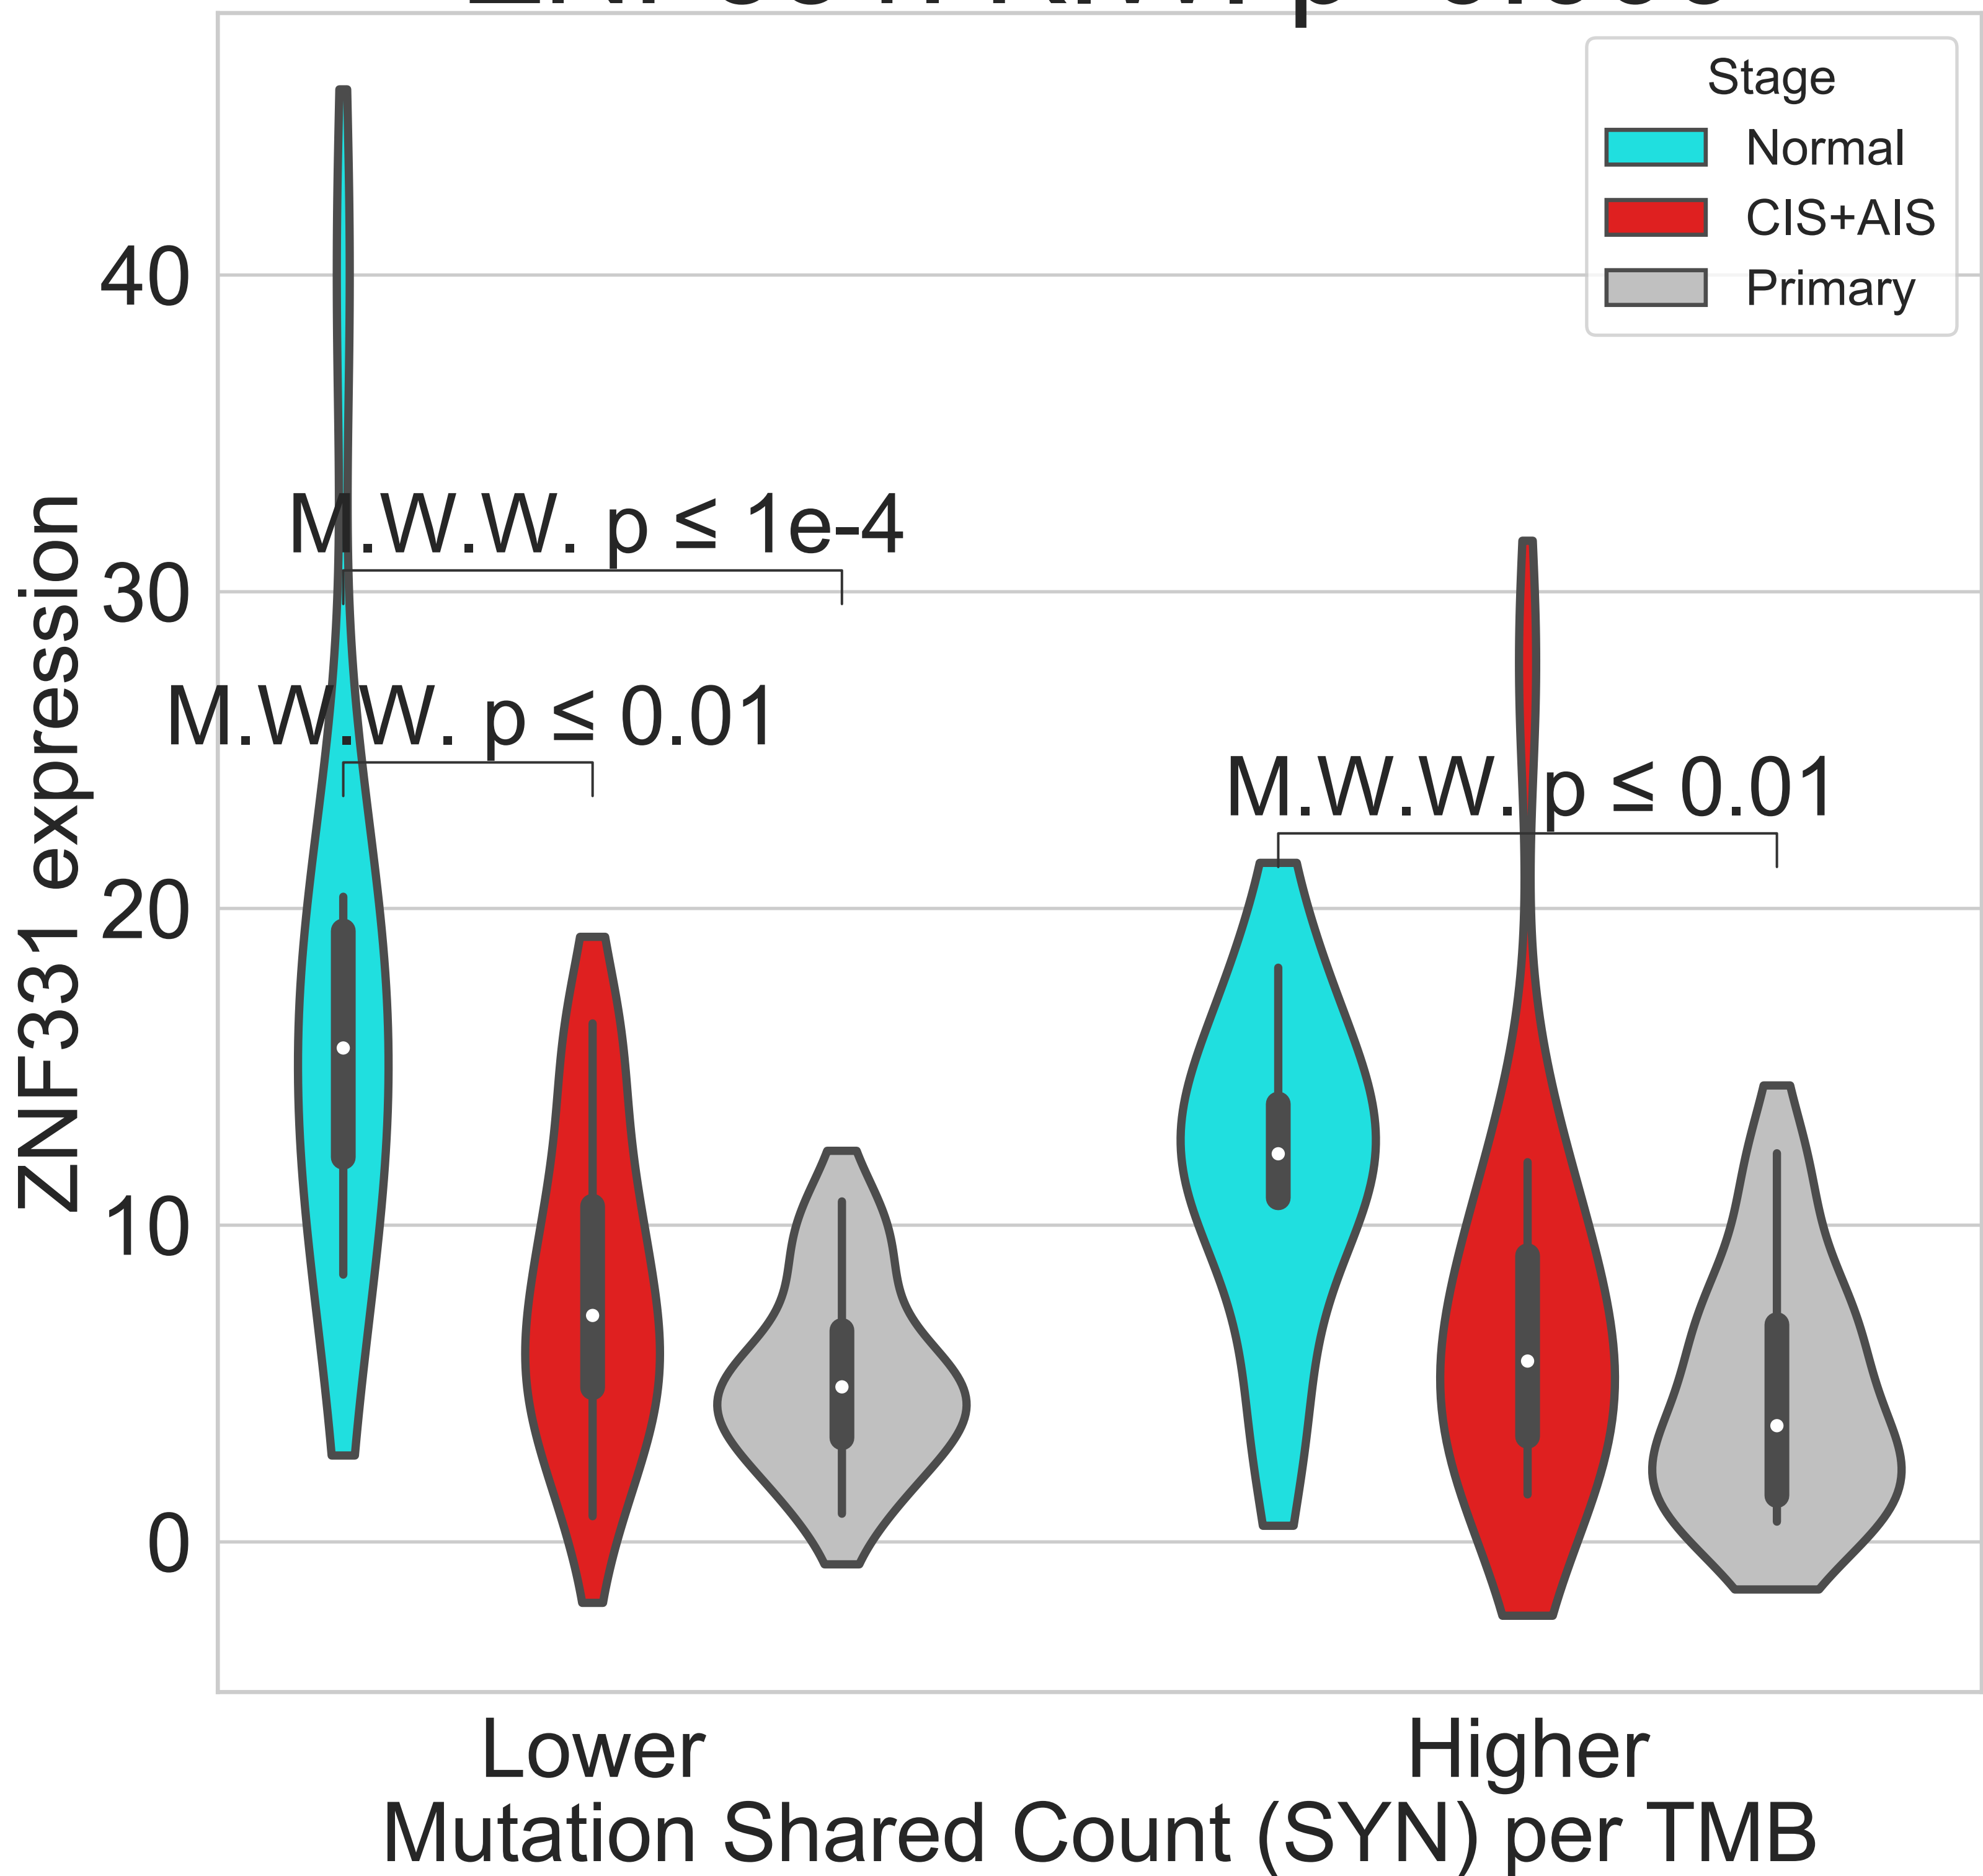 Stage
Normal
CIS+AIS
Primary
40
30
20
10
0
ZNF331 expression
M.W.W. p ≤ 1e-4
M.W.W. p ≤ 0.01
M.W.W. p ≤ 0.01
Lower
Higher
Mutation Shared Count (SYN) per TMB